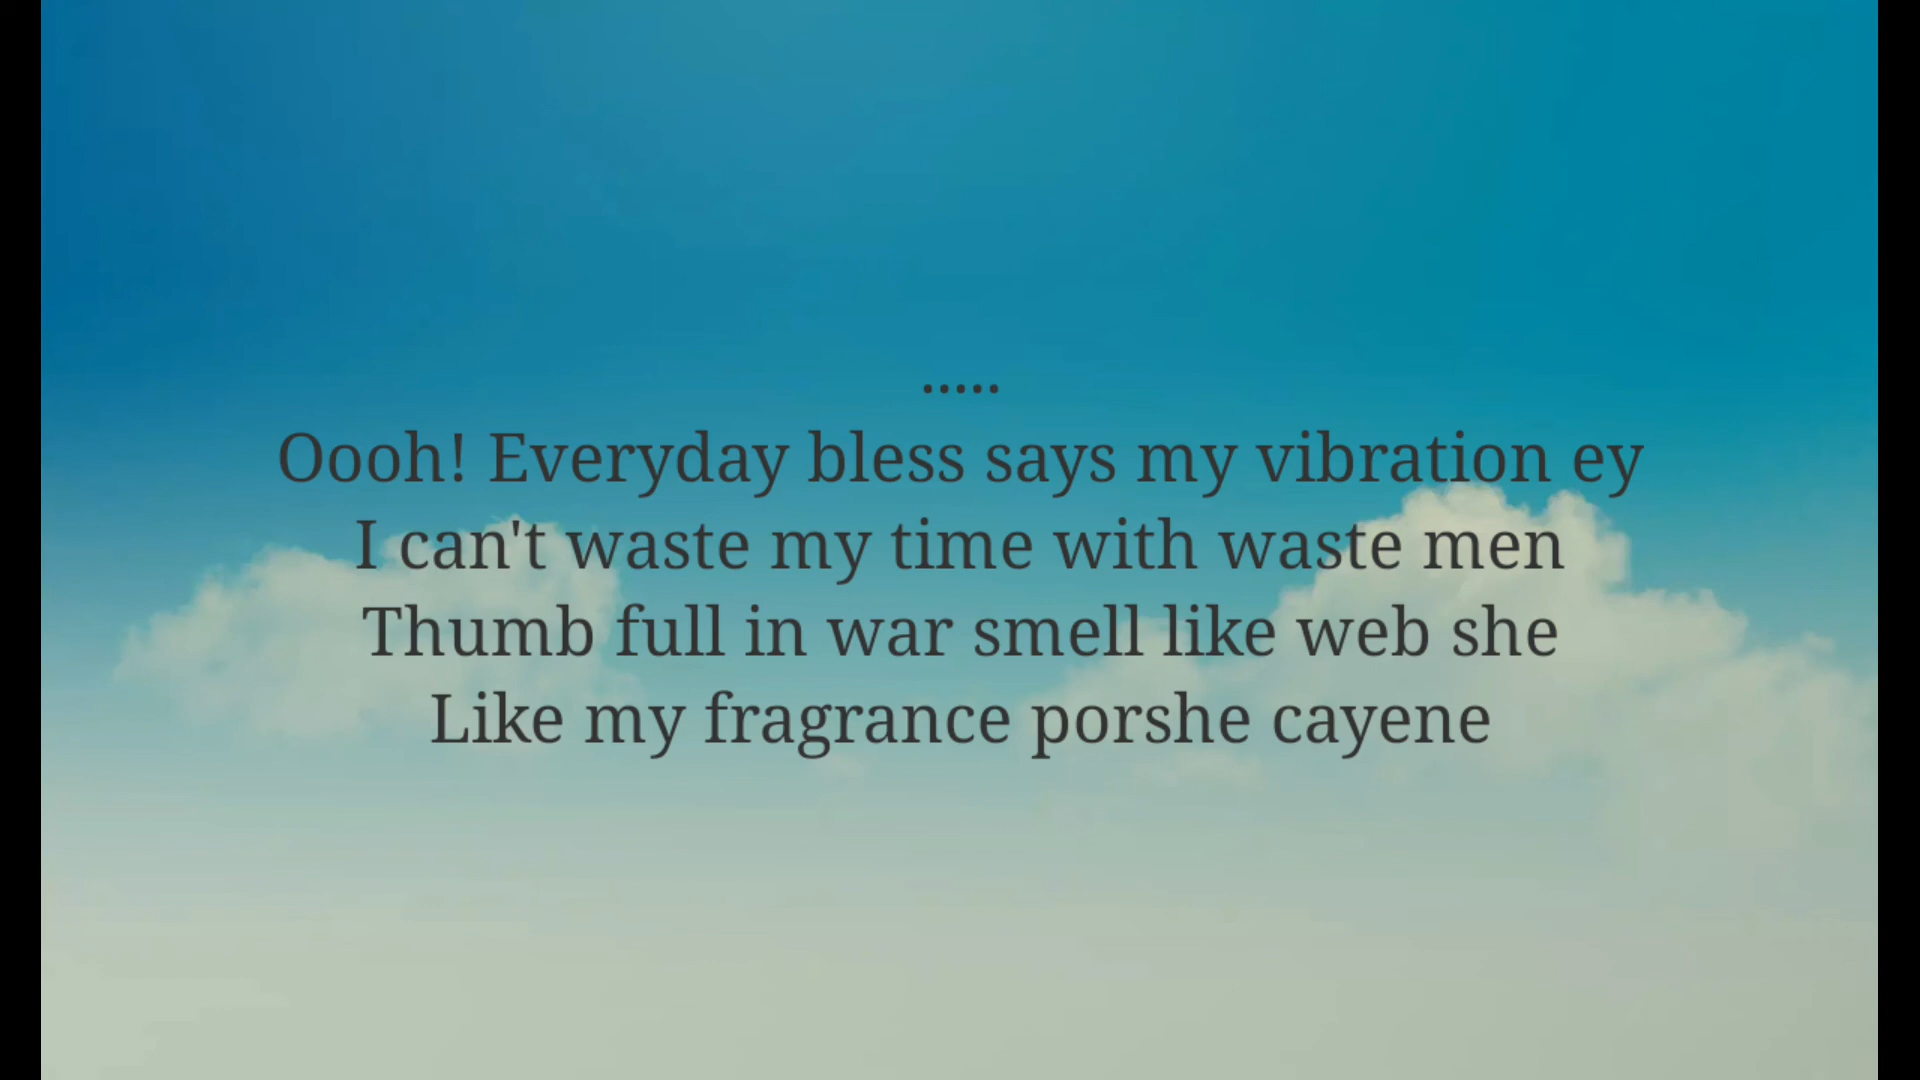 .....
Oooh! Everyday bless says my vibration ey
I can't waste my time with waste men
Thumb full in war smell like web she
Like my fragrance porshe cayene